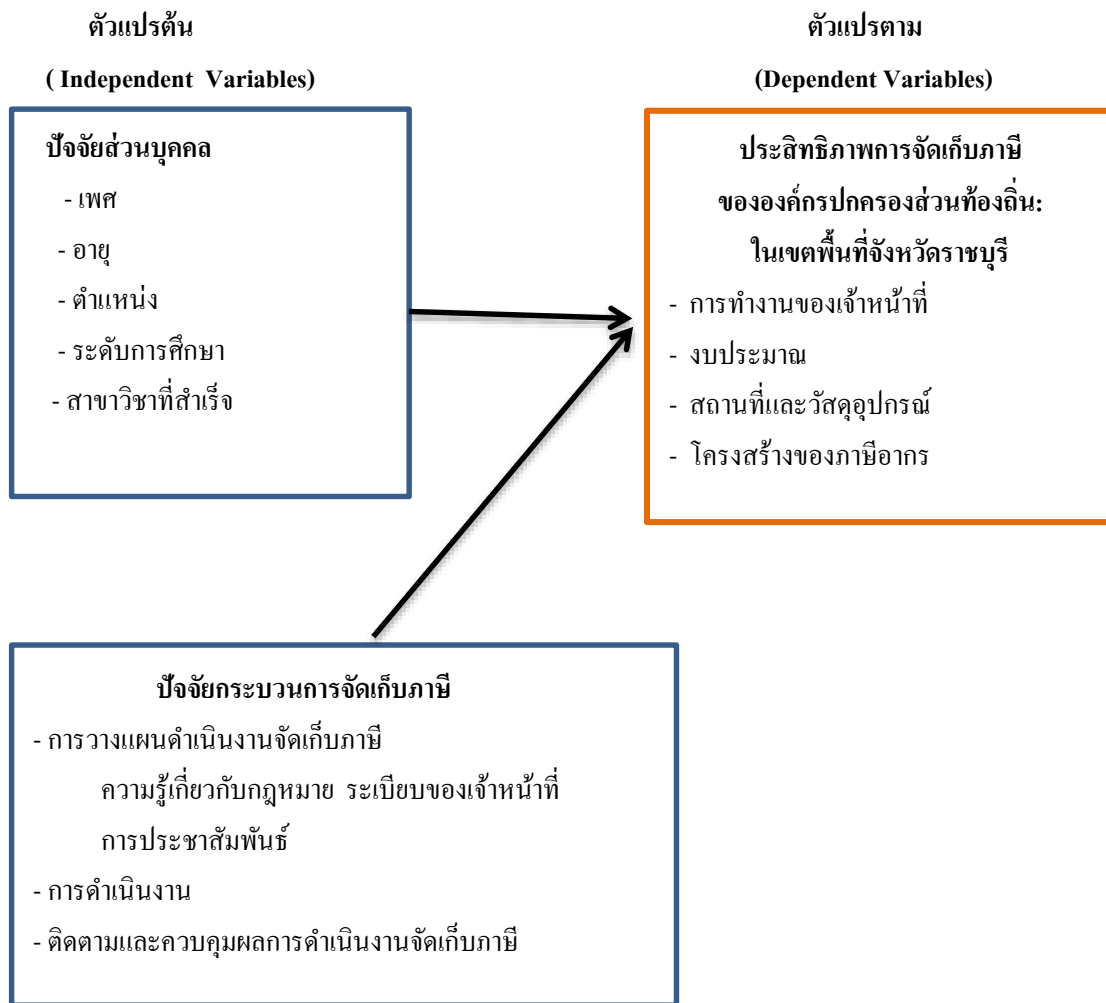 ตัวแปรต้น
( Independent Variables)
ปัจจัยส่วนบุคคล
- เพศ
- อายุ
- ตำแหน่ง
- ระดับการศึกษา
- สาขาวิชาที่สำเร็จ
ตัวแปรตาม
(Dependent Variables)
ประสิทธิภาพการจัดเก็บภาษี
ขององค์กรปกครองส่วนท้องถิ่น:
ในเขตพื้นที่จังหวัดราชบุรี
- การทำงานของเจ้าหน้าที่
- งบประมาณ
- สถานที่และวัสดุอุปกรณ์
- โครงสร้างของภาษีอากร
ปัจจัยกระบวนการจัดเก็บภาษี
- การวางแผนดำเนินงานจัดเก็บภาษี
ความรู้เกี่ยวกับกฎหมาย ระเบียบของเจ้าหน้าที่
การประชาสัมพันธ์
- การดำเนินงาน
- ติดตามและควบคุมผลการดำเนินงานจัดเก็บภาษี